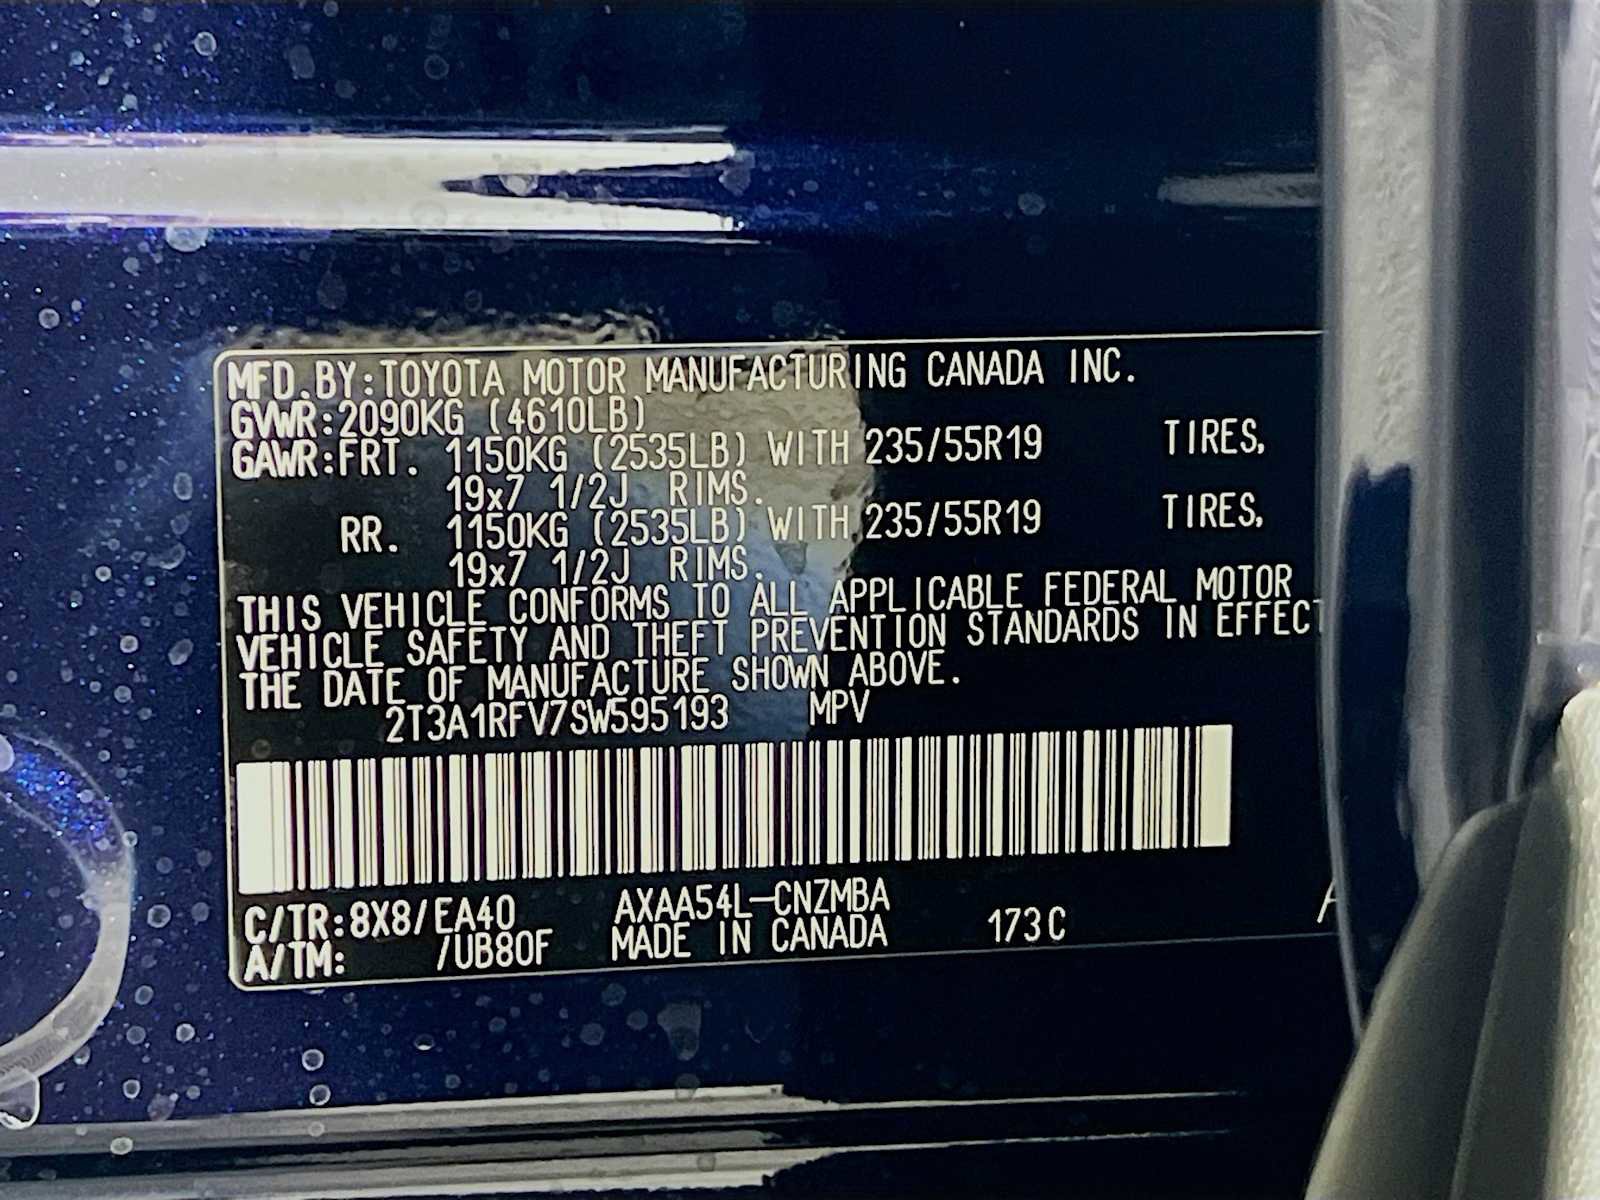 MFD.BY:TOYOTA MOTOR MANUFACTURING CANADA INC.
GVWR:2090KG (4610LB)
GAWR:FRT. 1150KG (2535LB) WITH 235/55R19 TIRES,
19x7 1/2J RIMS.
RR. 1150KG (2535LB) WITH 235/55R19 TIRES,
19x7 1/2J RIMS.
THIS VEHICLE CONFORMS TO ALL APPLICABLE FEDERAL MOTOR
VEHICLE SAFETY AND THEFT PREVENTION STANDARDS IN EFFECT
THE DATE OF MANUFACTURE SHOWN ABOVE.
2T3A1RFV7SW595193 MPV
C/TR:8X8/EA40 AXAA54L-CNZMBA
A/TM: /UB80F MADE IN CANADA 173C